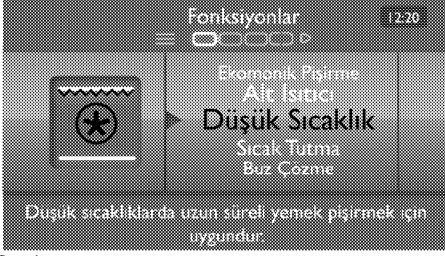 Fonksiyonlar
12:20
Ekomonik Pişirme
Alt Isıtıcı
Düşük Sıcaklık
Sıcak Tutma
Buz Çözme
Düşük sıcaklıklarda uzun süreli yemek pişirmek için
uygundur.